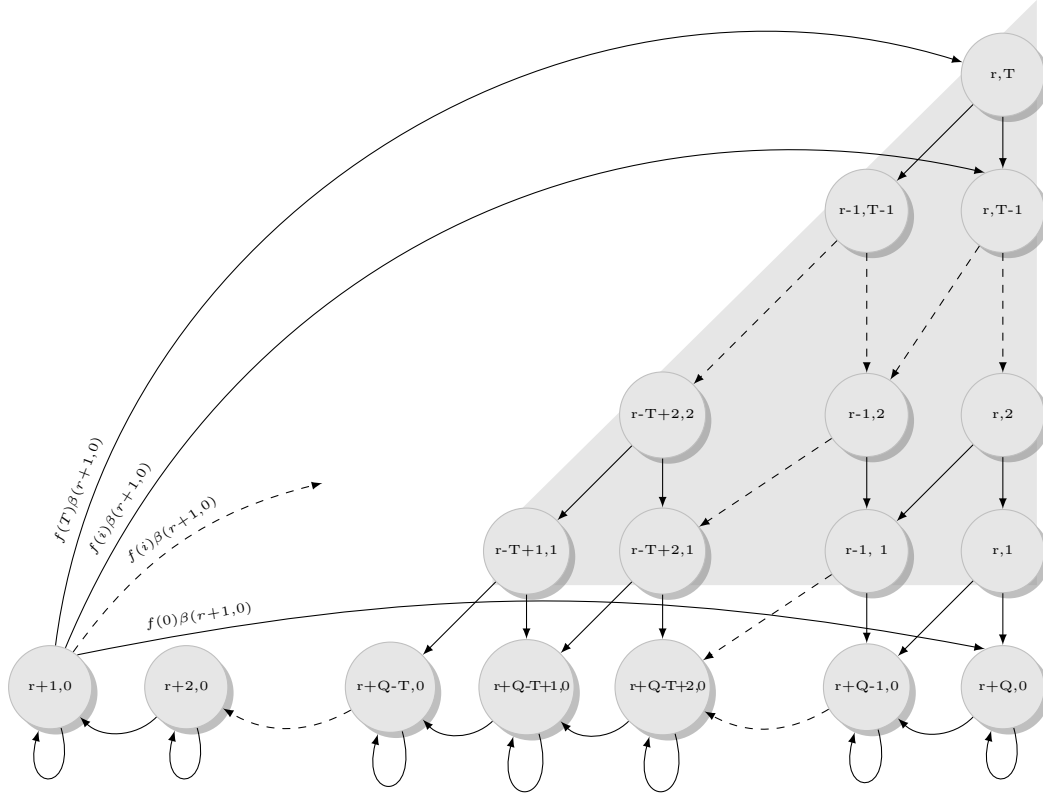 r,T
r-1,T-1
r,T-1
r-T+2,2
r-1,2
r,2
f(T)β(r+1,0)
f(i)β(r+1,0)
f(i)β(r+1,0)
r-T+1,1
r-T+2,1
r-1, 1
r,1
f(0)β(r+1,0)
r+1,0
r+2,0
r+Q-T,0
r+Q-T+1,0
r+Q-T+2,0
r+Q-1,0
r+Q,0